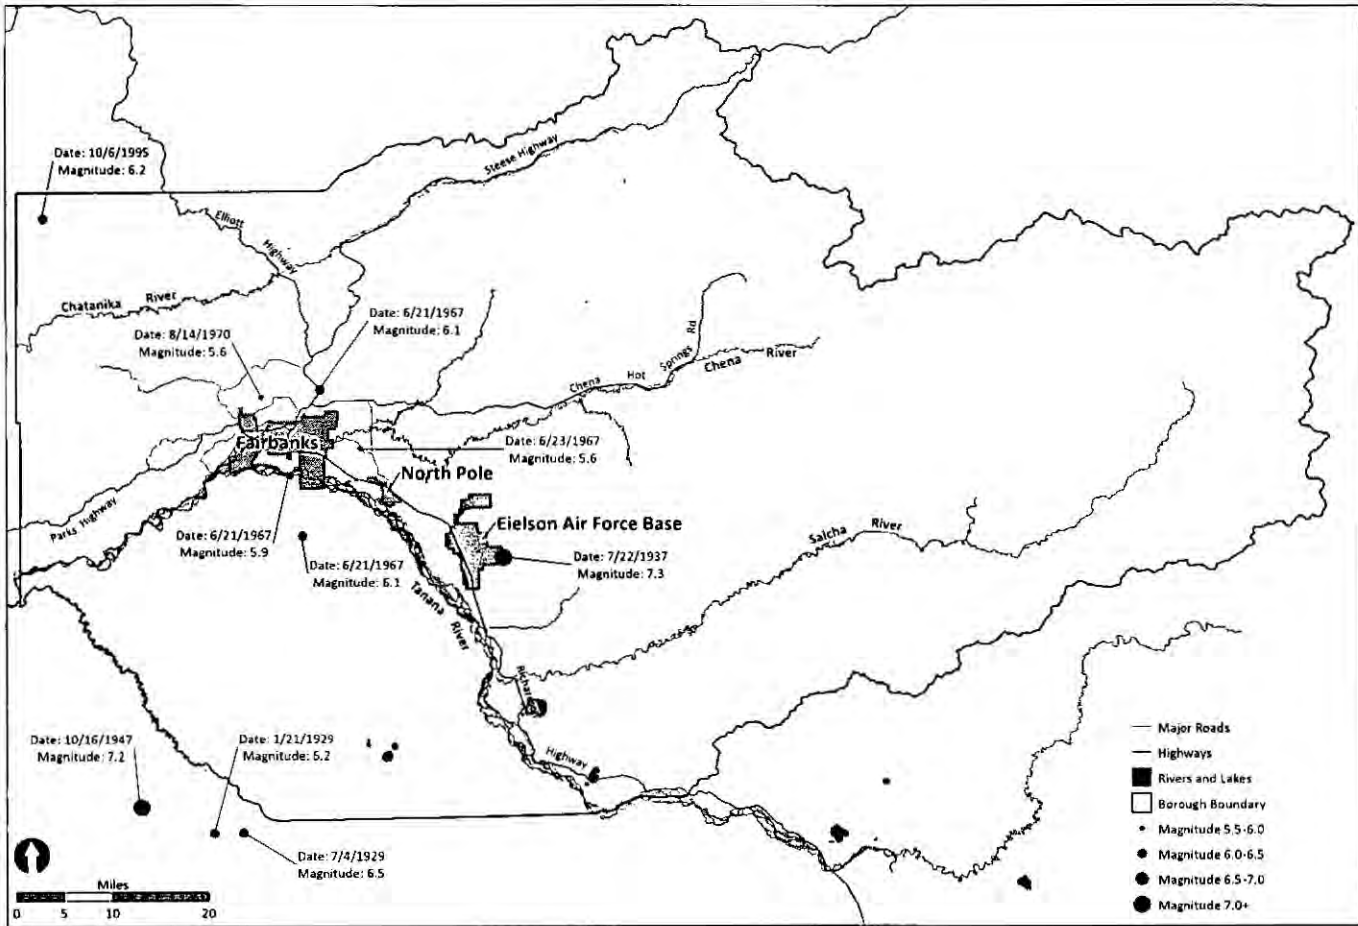 Date: 10/6/1995
Magnitude: 6.2
Steese Highway
Elliott
Highway
Chatanika River
Date: 6/21/1967
Magnitude: 6.1
Date: 8/14/1970
Magnitude: 5.6
Chena Hot Springs Rd
Chena River
Fairbanks
Date: 6/23/1967
Magnitude: 5.6
North Pole
Parks Highway
Eielson Air Force Base
Date: 6/21/1967
Magnitude: 5.9
Date: 6/21/1967
Magnitude: 6.1
Date: 7/22/1937
Magnitude: 7.3
Salcha River
Tanana River
Highway
Date: 10/16/1947
Magnitude: 7.2
Date: 1/21/1929
Magnitude: 6.2
Date: 7/4/1929
Magnitude: 6.5
Major Roads
Highways
Rivers and Lakes
Borough Boundary
Magnitude 5.5-6.0
Magnitude 6.0-6.5
Magnitude 6.5-7.0
Magnitude 7.0+
Miles
0 5 10 20